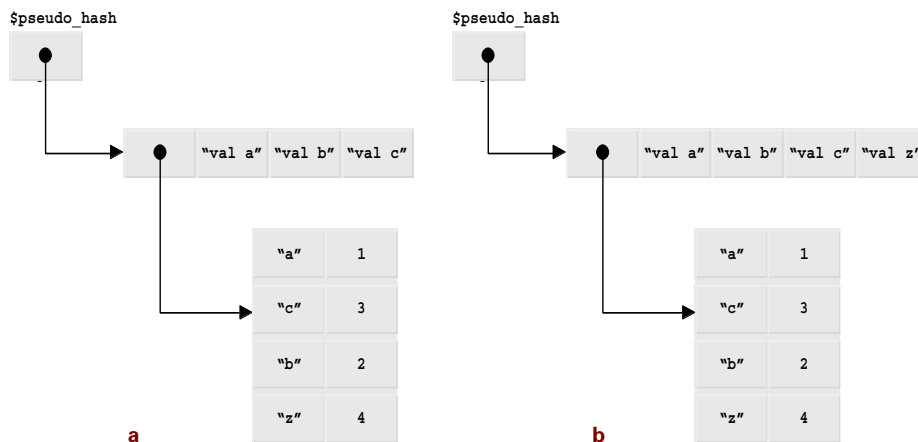 $pseudo_hash
“val a” “val b” “val c”
“a” 1
“c” 3
“b” 2
“z” 4
a
$pseudo_hash
“val a” “val b” “val c” “val z”
“a” 1
“c” 3
“b” 2
“z” 4
b